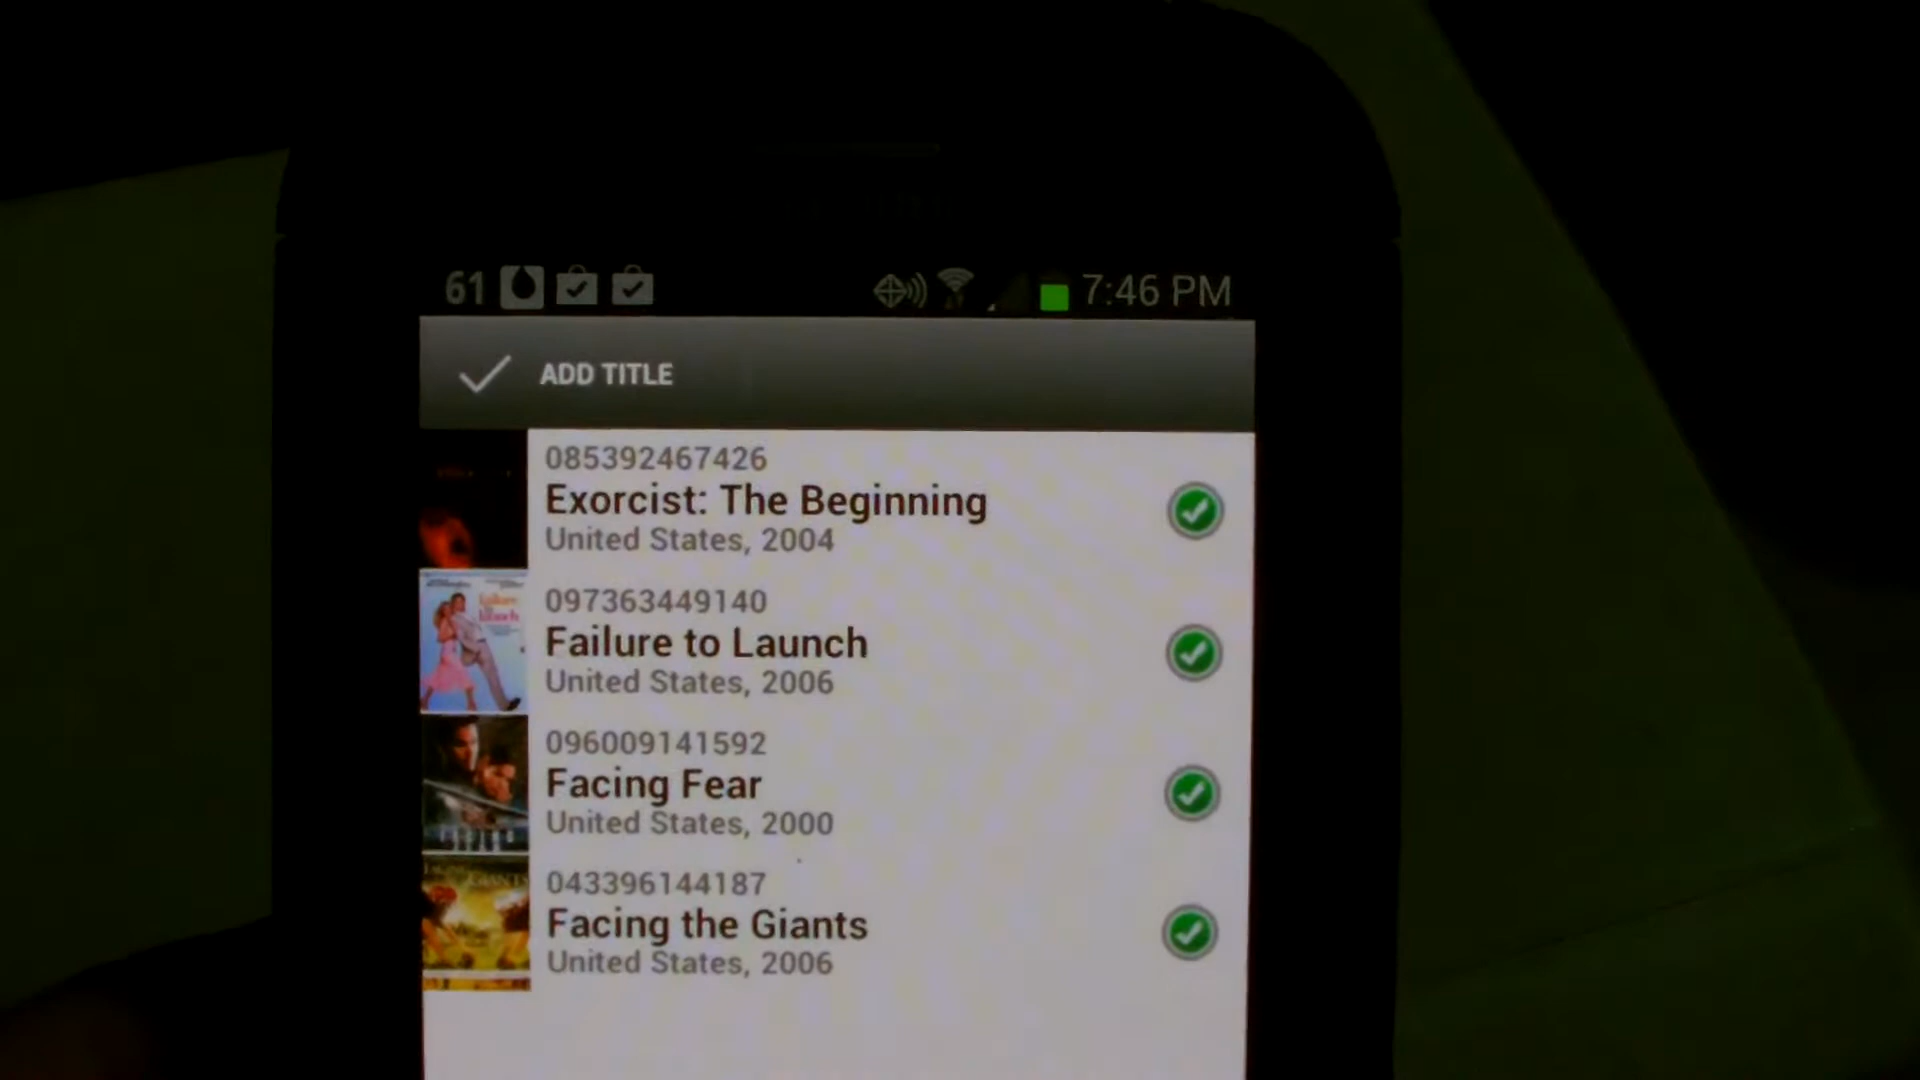 61 7:46 PM
ADD TITLE
085392467426
Exorcist: The Beginning
United States, 2004
097363449140
Failure to Launch
United States, 2006
096009141592
Facing Fear
United States, 2000
043396144187
Facing the Giants
United States, 2006